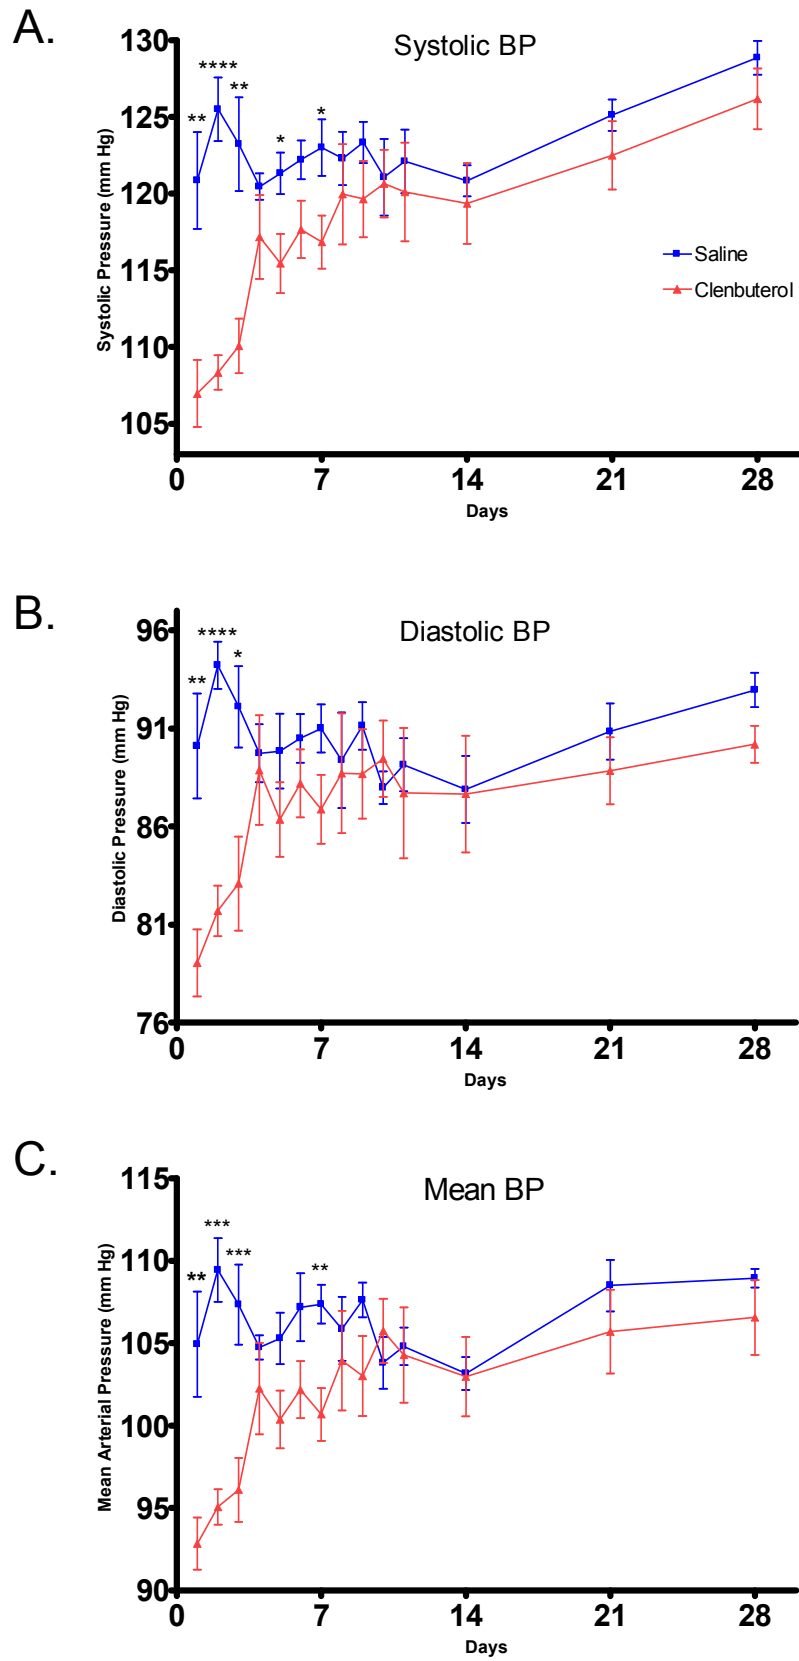 A.
Systolic BP
130
125
120
115
110
105
**
****
**
*
*
Systolic Pressure (mm Hg)
Saline
Clenbuterol
0 7 14 21 28
Days
B.
Diastolic BP
96
91
86
81
76
**
****
*
Diastolic Pressure (mm Hg)
0 7 14 21 28
Days
C.
Mean BP
115
110
105
100
95
90
**
***
***
**
Mean Arterial Pressure (mm Hg)
0 7 14 21 28
Days